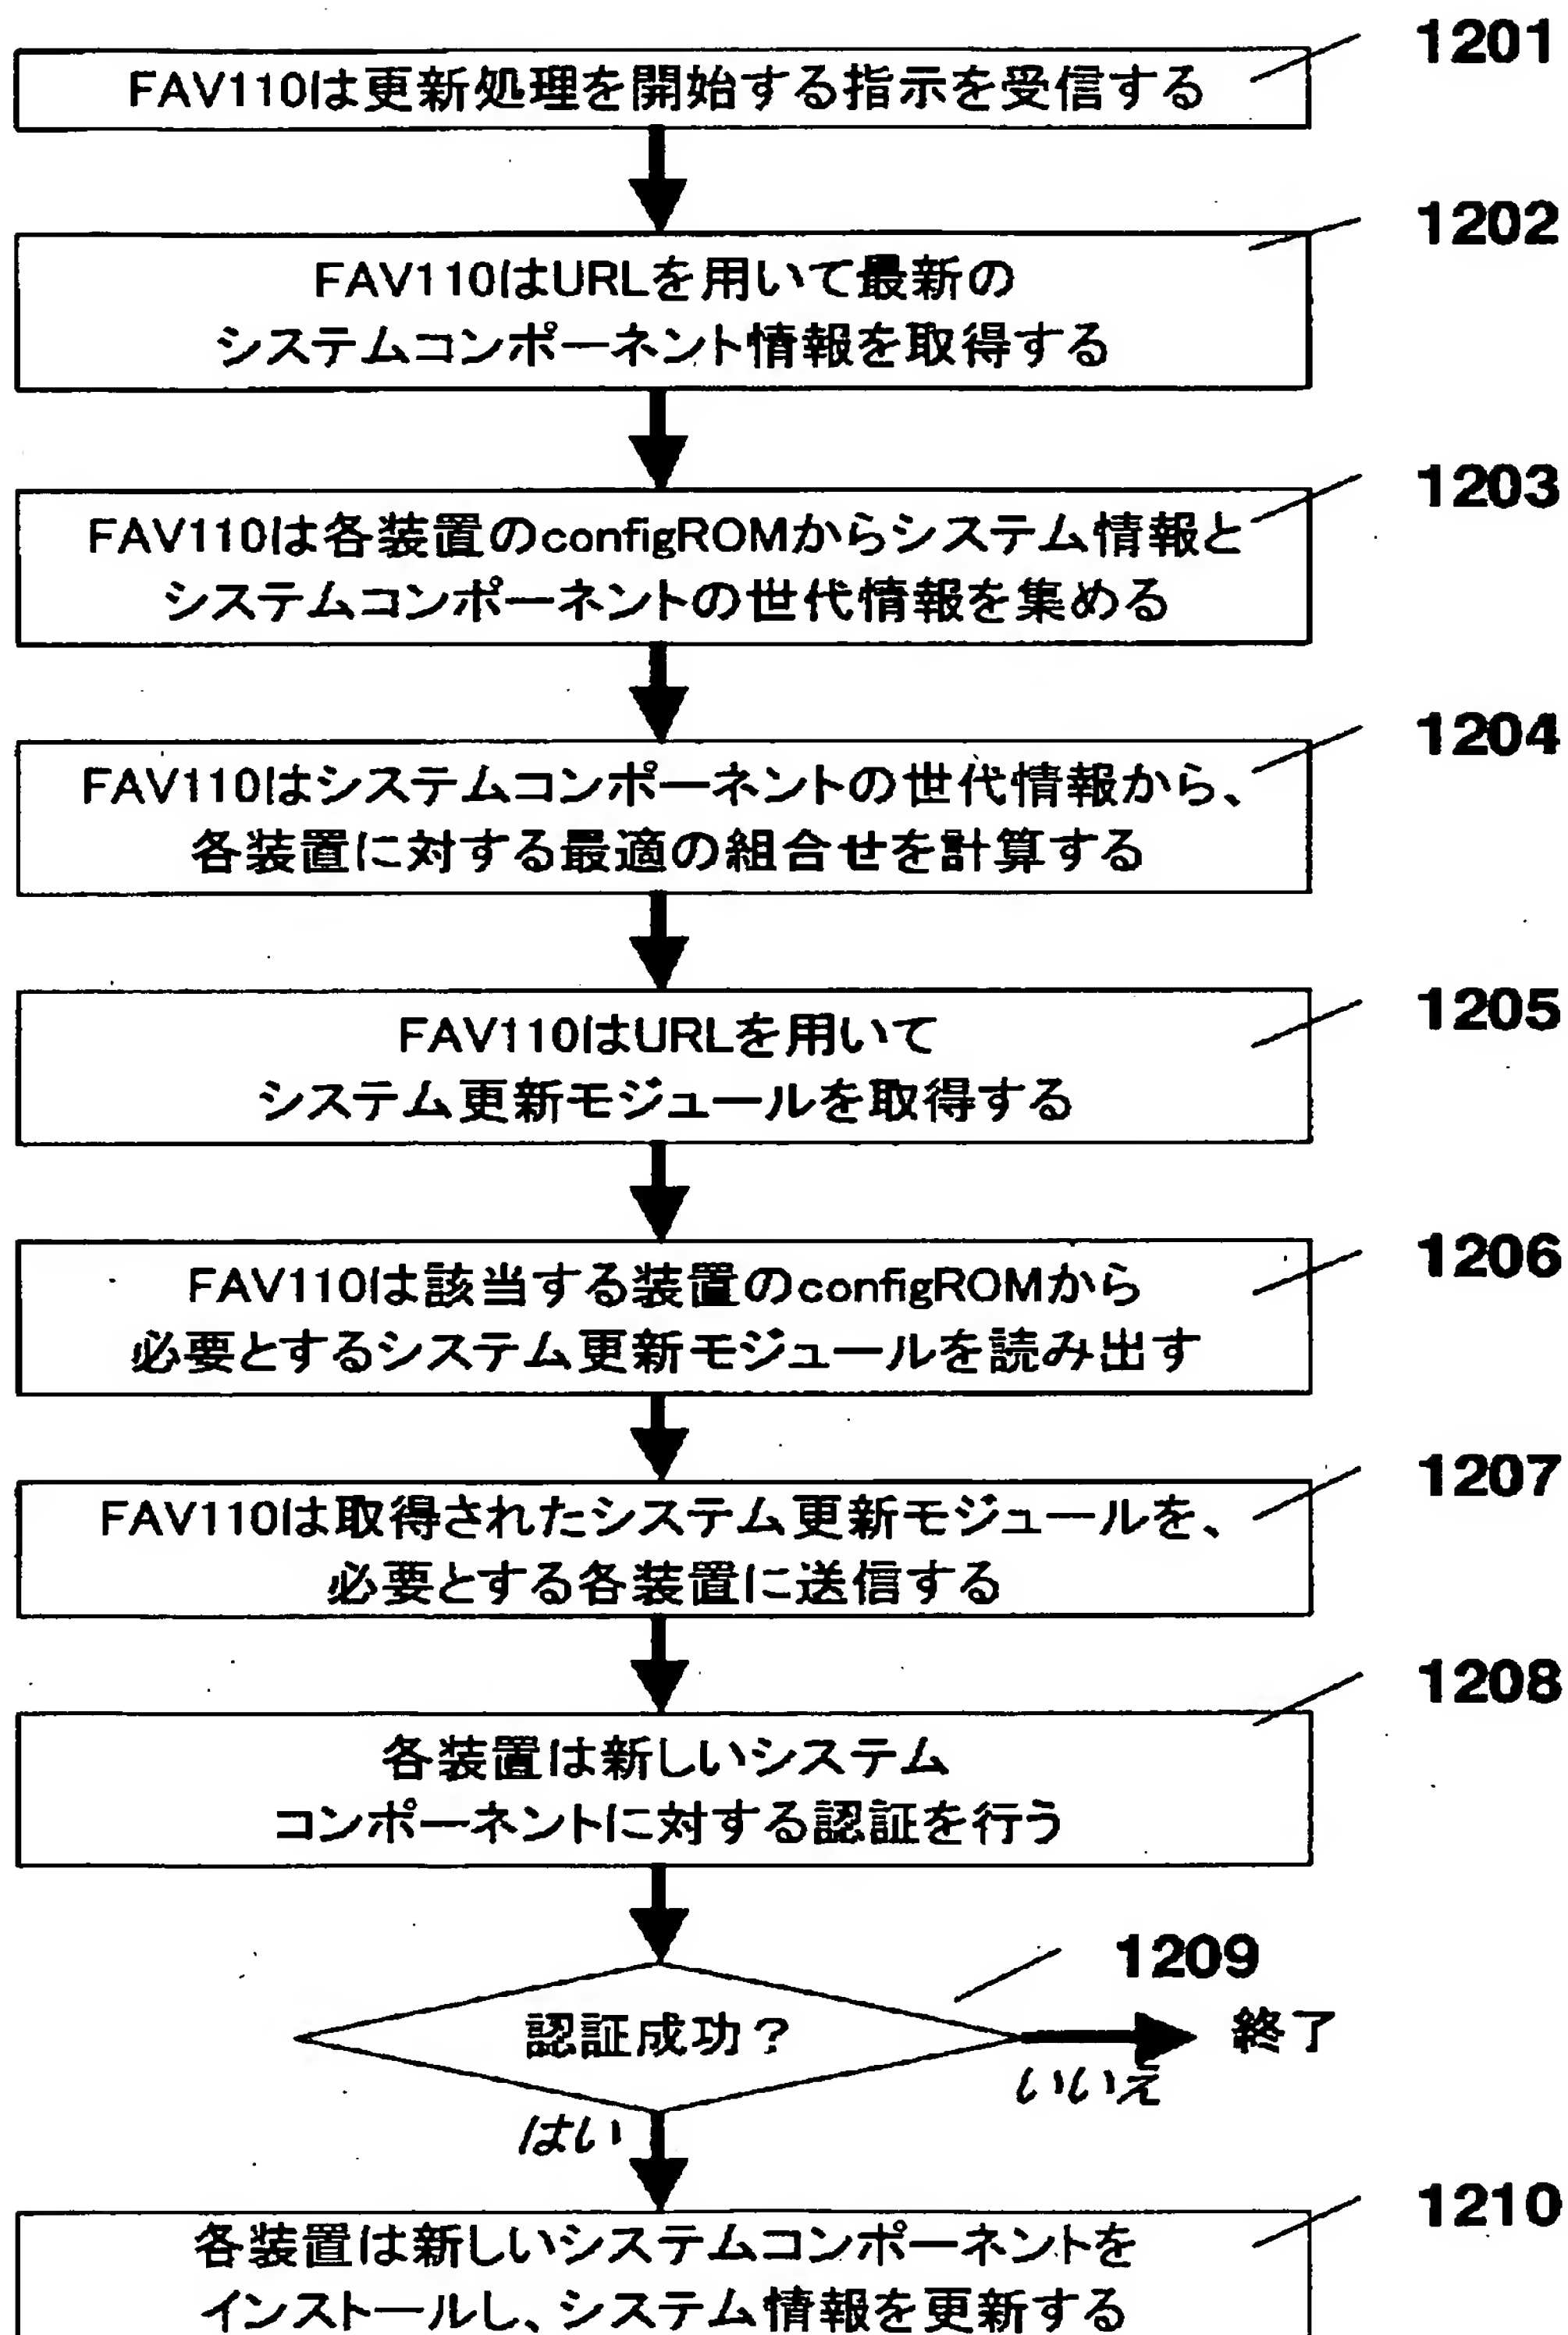 1201
FAV110は更新処理を開始する指示を受信する
1202
FAV110はURLを用いて最新の
システムコンポーネント情報を取得する
1203
FAV110は各装置のconfigROMからシステム情報と
システムコンポーネントの世代情報を集める
1204
FAV110はシステムコンポーネントの世代情報から、
各装置に対する最適の組合せを計算する
1205
FAV110はURLを用いて
システム更新モジュールを取得する
1206
FAV110は該当する装置のconfigROMから
必要とするシステム更新モジュールを読み出す
1207
FAV110は取得されたシステム更新モジュールを、
必要とする各装置に送信する
1208
各装置は新しいシステム
コンポーネントに対する認証を行う
1209
認証成功？
終了
いいえ
はい
1210
各装置は新しいシステムコンポーネントを
インストールし、システム情報を更新する